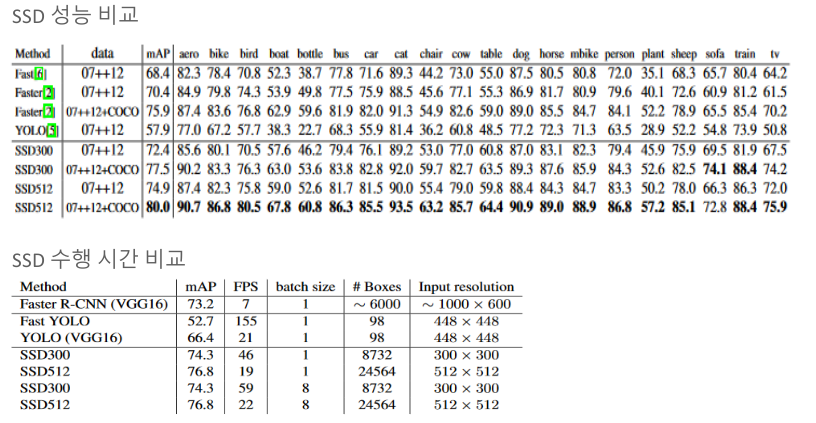 SSD 성능 비교
Method data mAP aero bike bird boat bottle bus car cat chair cow table dog horse mbike person plant sheep sofa train tv
Fast[6] 07++12 68.4 82.3 78.4 70.8 52.3 38.7 77.8 71.6 89.3 44.2 73.0 55.0 87.5 80.5 80.8 72.0 35.1 68.3 65.7 80.4 64.2
Faster[2] 07++12 70.4 84.9 79.8 74.3 53.9 49.8 77.5 75.9 88.5 45.6 77.1 55.3 86.9 81.7 80.9 79.6 40.1 72.6 60.9 81.2 61.5
Faster[2] 07++12+COCO 75.9 87.4 83.6 76.8 62.9 59.6 81.9 82.0 91.3 54.9 82.6 59.0 89.0 85.5 84.7 84.1 52.2 78.9 65.5 85.4 70.2
YOLO[5] 07++12 57.9 77.0 67.2 57.7 38.3 22.7 68.3 55.9 81.4 36.2 60.8 48.5 77.2 72.3 71.3 63.5 28.9 52.2 54.8 73.9 50.8
SSD300 07++12 72.4 85.6 80.1 70.5 57.6 46.2 79.4 76.1 89.2 53.0 77.0 60.8 87.0 83.1 82.3 79.4 45.9 75.9 69.5 81.9 67.5
SSD300 07++12+COCO 77.5 90.2 83.3 76.3 63.0 53.6 83.8 82.8 92.0 59.7 82.7 63.5 89.3 87.6 85.9 84.3 52.6 82.5 74.1 88.4 74.2
SSD512 07++12 74.9 87.4 82.3 75.8 59.0 52.6 81.7 81.5 90.0 55.4 79.0 59.8 88.4 84.3 84.7 83.3 50.2 78.0 66.3 86.3 72.0
SSD512 07++12+COCO 80.0 90.7 86.8 80.5 67.8 60.8 86.3 85.5 93.5 63.2 85.7 64.4 90.9 89.0 88.9 86.8 57.2 85.1 72.8 88.4 75.9
SSD 수행 시간 비교
Method mAP FPS batch size # Boxes Input resolution
Faster R-CNN (VGG16) 73.2 7 1 ~ 6000 ~ 1000 × 600
Fast YOLO 52.7 155 1 98 448 × 448
YOLO (VGG16) 66.4 21 1 98 448 × 448
SSD300 74.3 46 1 8732 300 × 300
SSD512 76.8 19 1 24564 512 × 512
SSD300 74.3 59 8 8732 300 × 300
SSD512 76.8 22 8 24564 512 × 512